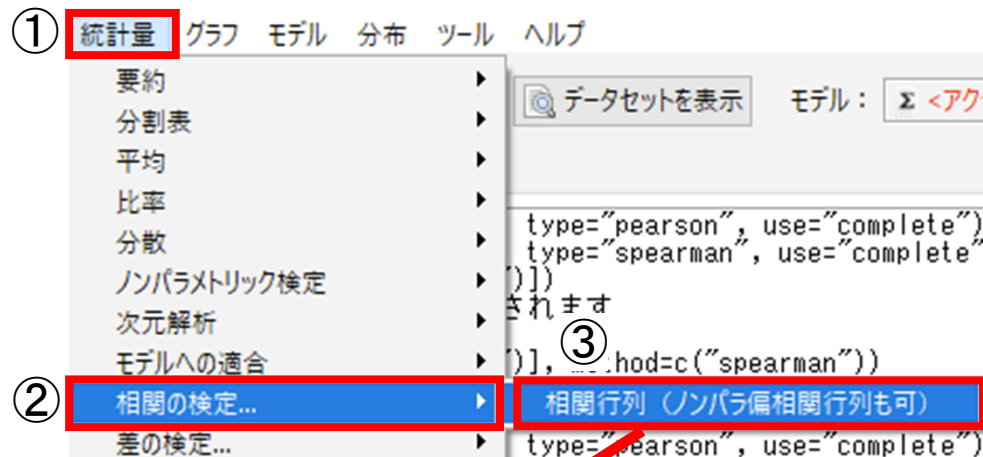 ① 統計量 グラフ モデル 分布 ツール ヘルプ
要約
データセットを表示 モデル： Σ <アク
分割表
平均
比率
type="pearson", use="complete")
分散
type="spearman", use="complete"
ノンパラメトリック検定
)])
されます
次元解析
③
モデルへの適合
)], hod=c("spearman"))
② 相関の検定... 相関行列（ノンパラ偏相関行列も可）
差の検定...
type="pearson", use="complete")